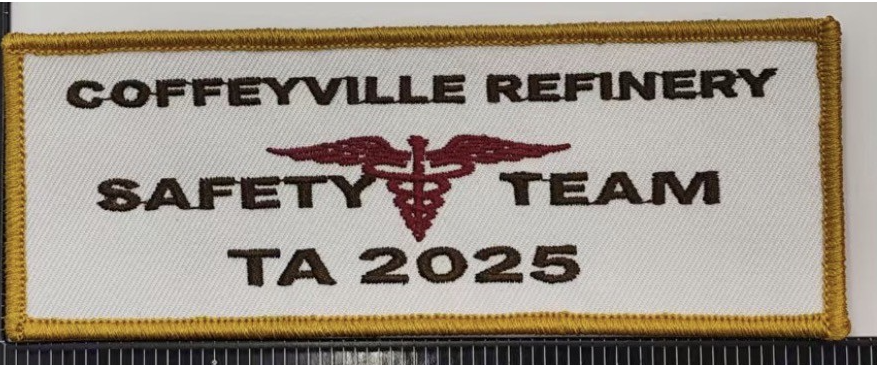 COFFEYVILLE REFINERY
SAFETY TEAM
TA 2025